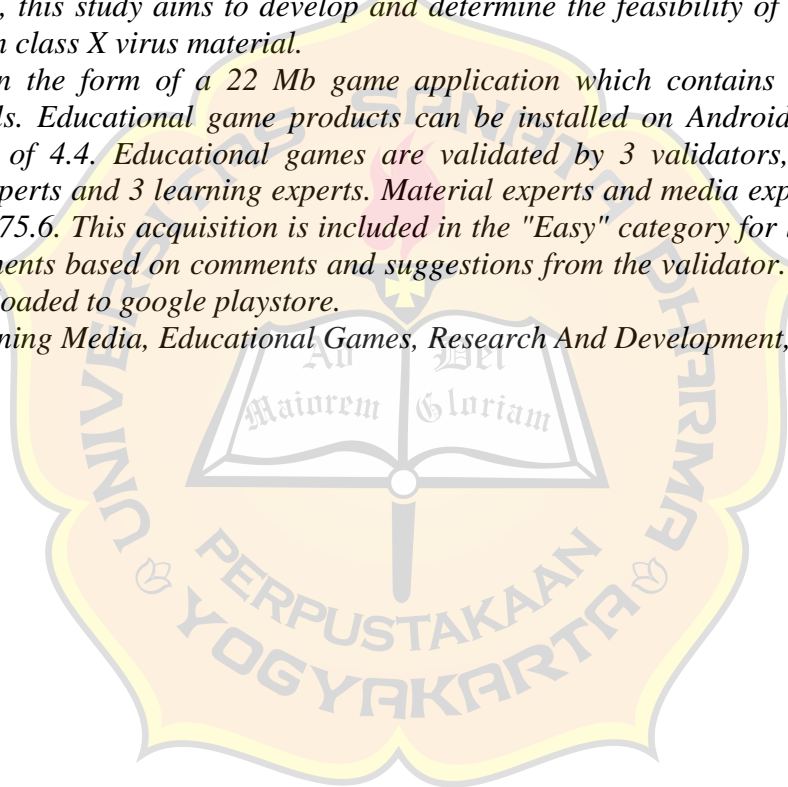 , this study aims to develop and determine the feasibility of
n class X virus material.
n the form of a 22 Mb game application which contains
ls. Educational game products can be installed on Android
of 4.4. Educational games are validated by 3 validators,
perts and 3 learning experts. Material experts and media exp
75.6. This acquisition is included in the "Easy" category for
ents based on comments and suggestions from the validator.
loaded to google playstore.
ning Media, Educational Games, Research And Development,
Ad Dei
Maiorem Gloriam
UNIVERSITAS SANATA DHARMA
PERPUSTAKAAN
YOGYAKARTA